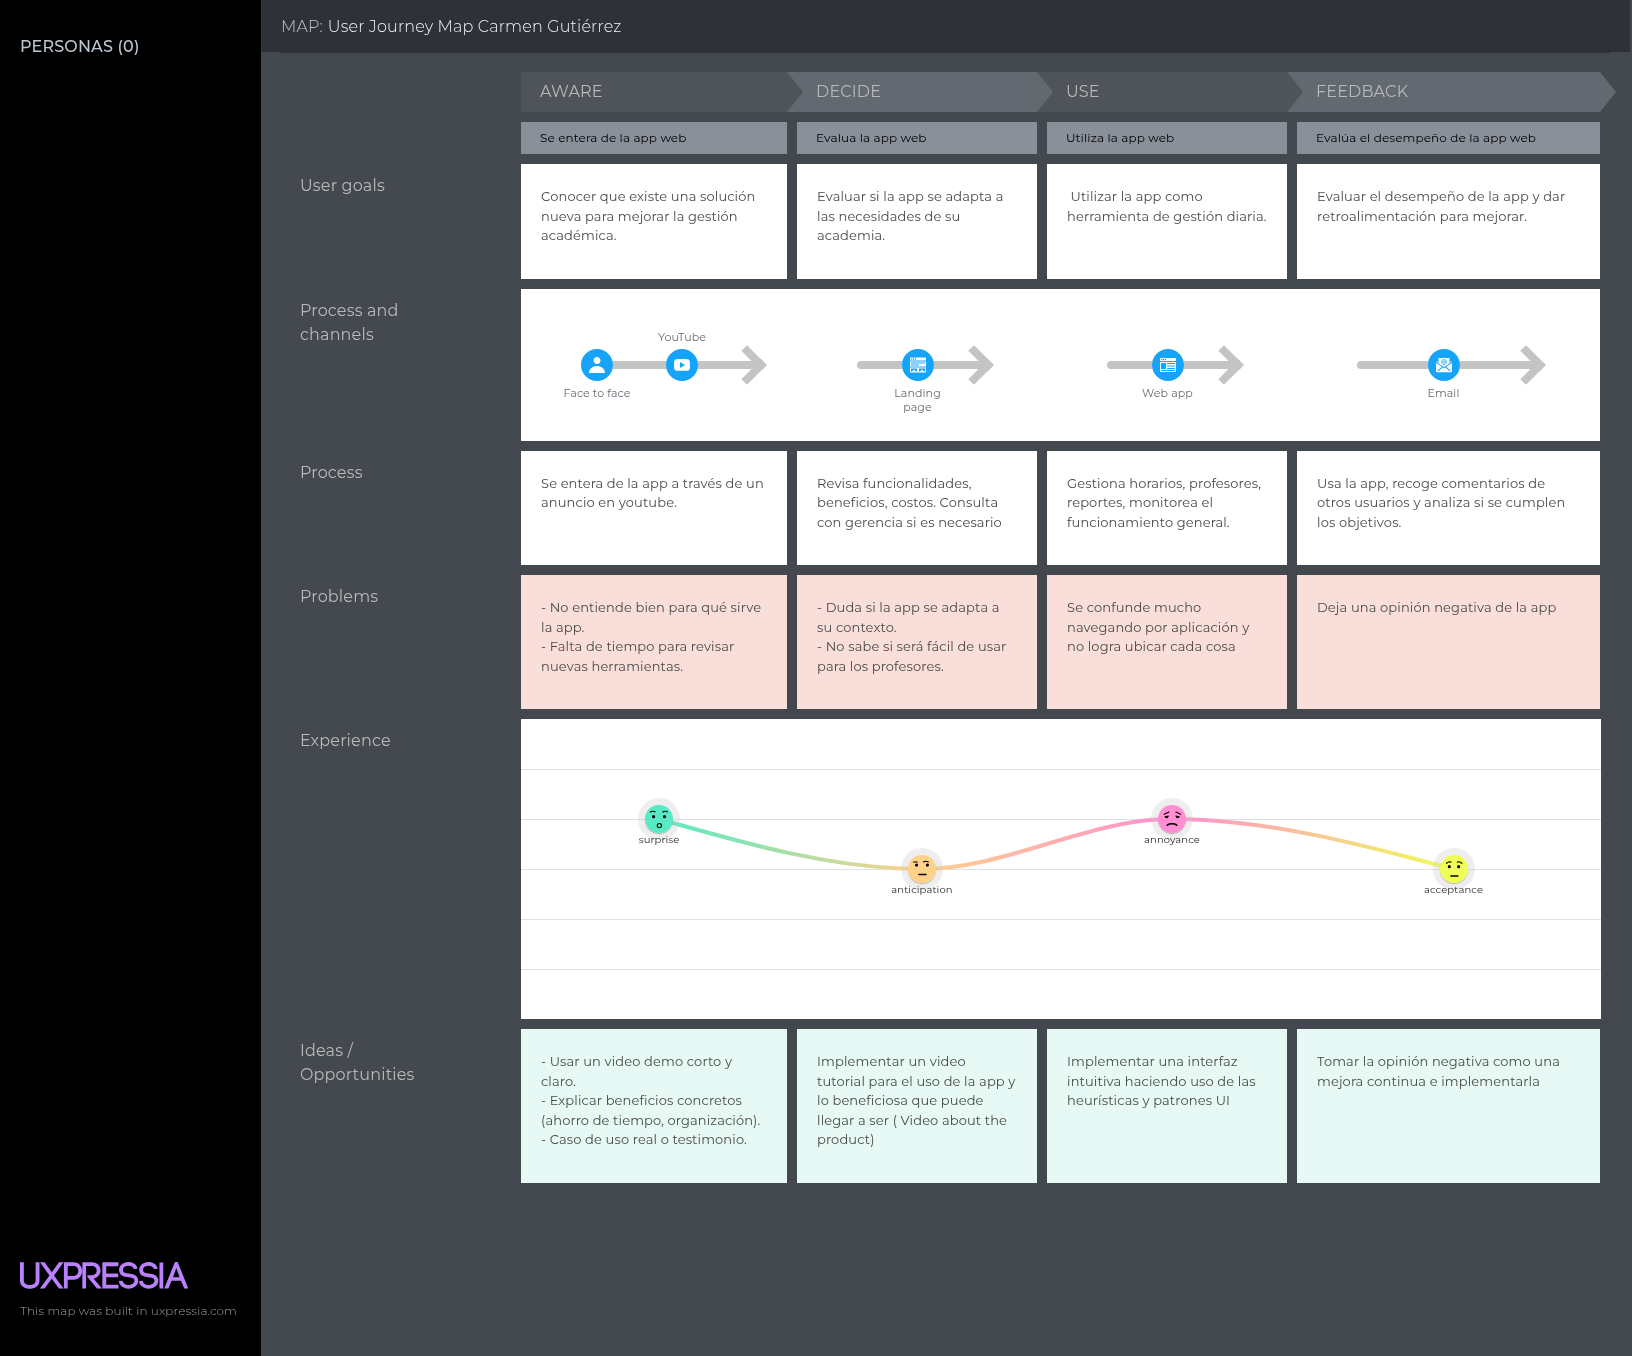 PERSONAS (0)
MAP: User Journey Map Carmen Gutiérrez
AWARE
DECIDE
USE
FEEDBACK
Se entera de la app web
Evalua la app web
Utiliza la app web
Evalúa el desempeño de la app web
User goals
Conocer que existe una solución
nueva para mejorar la gestión
académica.
Evaluar si la app se adapta a
las necesidades de su
academia.
Utilizar la app como
herramienta de gestión diaria.
Evaluar el desempeño de la app y dar
retroalimentación para mejorar.
Process and
channels
YouTube
Face to face
Landing
page
Web app
Email
Process
Se entera de la app a través de un
anuncio en youtube.
Revisa funcionalidades,
beneficios, costos. Consulta
con gerencia si es necesario
Gestiona horarios, profesores,
reportes, monitorea el
funcionamiento general.
Usa la app, recoge comentarios de
otros usuarios y analiza si se cumplen
los objetivos.
Problems
- No entiende bien para qué sirve
la app.
- Falta de tiempo para revisar
nuevas herramientas.
- Duda si la app se adapta a
su contexto.
- No sabe si será fácil de usar
para los profesores.
Se confunde mucho
navegando por aplicación y
no logra ubicar cada cosa
Deja una opinión negativa de la app
Experience
surprise
anticipation
annoyance
acceptance
Ideas /
Opportunities
- Usar un video demo corto y
claro.
- Explicar beneficios concretos
(ahorro de tiempo, organización).
- Caso de uso real o testimonio.
Implementar un video
tutorial para el uso de la app y
lo beneficiosa que puede
llegar a ser ( Video about the
product)
Implementar una interfaz
intuitiva haciendo uso de las
heurísticas y patrones UI
Tomar la opinión negativa como una
mejora continua e implementarla
UXPRESSIA
This map was built in uxpressia.com